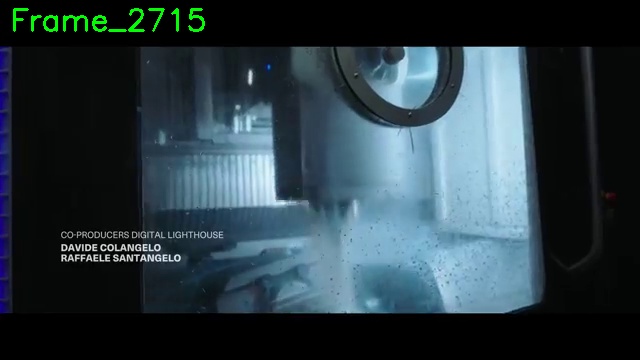 Frame_2715
CO-PRODUCERS DIGITAL LIGHTHOUSE
DAVIDE COLANGELO
RAFFAELE SANTANGELO